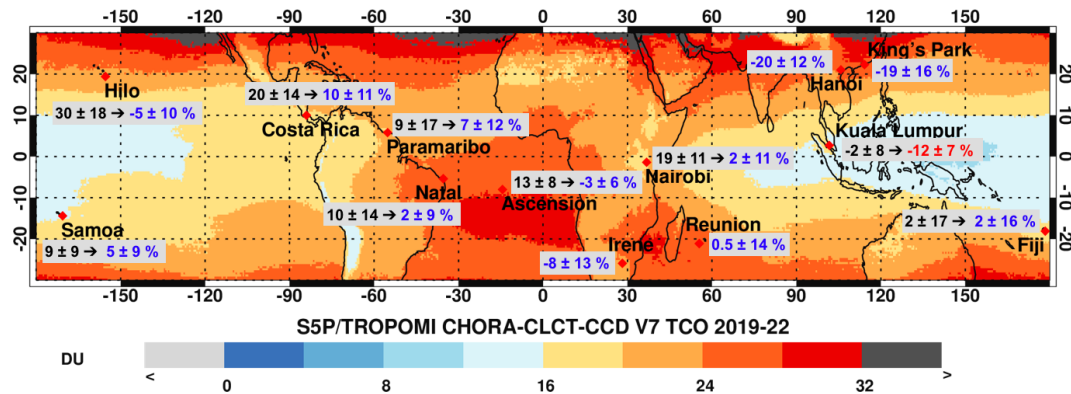 -150 -120 -90 -60 -30 0 30 60 90 120 150
King's Park
20 -20 ± 12 % -19 ± 16 % 20
Hilo Hanoi
30 ± 18 → -5 ± 10 % 20 ± 14 → 10 ± 11 %
10 10
Costa Rica 9 ± 17 → 7 ± 12 % Kuala Lumpur
Paramaribo -2 ± 8 → -12 ± 7 %
0 19 ± 11 → 2 ± 11 % 0
Nairobi
13 ± 8 → -3 ± 6 %
Natal Ascension
-10 -10
10 ± 14 → 2 ± 9 % Reunion 2 ± 17 → 2 ± 16 %
Samoa Irene Fiji
-20 -20
9 ± 9 → 5 ± 9 % 0.5 ± 14 %
-8 ± 13 %
-150 -120 -90 -60 -30 0 30 60 90 120 150
S5P/TROPOMI CHORA-CLCT-CCD V7 TCO 2019-22
DU
< 0 8 16 24 32 >